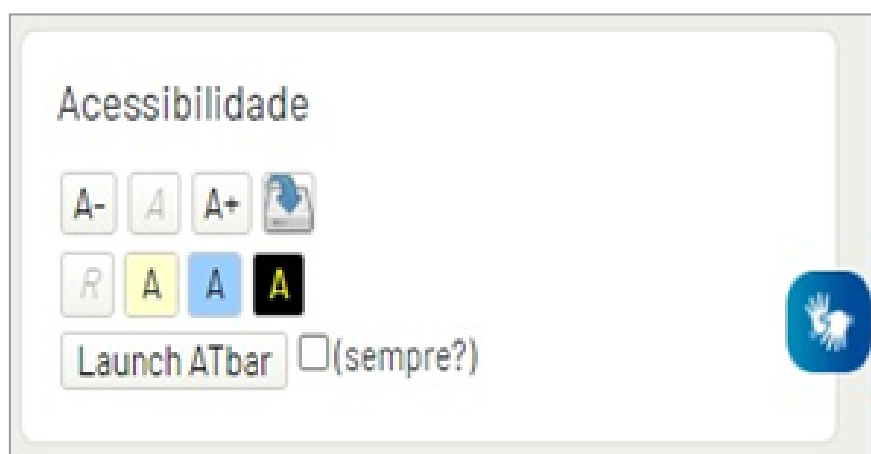 Acessibilidade
A- A A+
R A A A
Launch ATbar (sempre?)